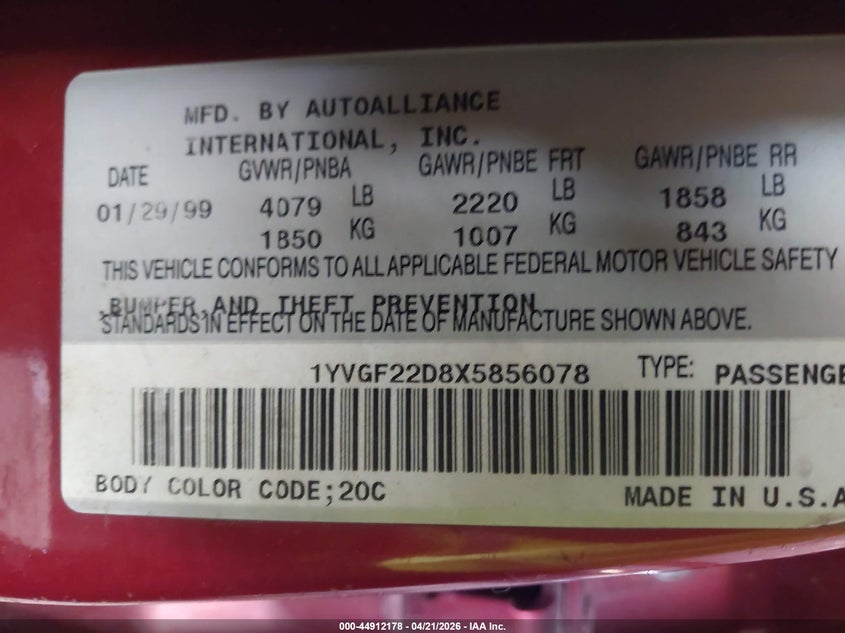 MFD. BY AUTOALLIANCE
INTERNATIONAL, INC.
DATE GVWR/PNBA GAWR/PNBE FRT GAWR/PNBE RR
01/29/99 4079 LB 2220 LB 1858 LB
1850 KG 1007 KG 843 KG
THIS VEHICLE CONFORMS TO ALL APPLICABLE FEDERAL MOTOR VEHICLE SAFETY
,BUMPER,AND THEFT PREVENTION
STANDARDS IN EFFECT ON THE DATE OF MANUFACTURE SHOWN ABOVE.
1YVGF22D8X5856078 TYPE: PASSENGE
BODY COLOR CODE;20C MADE IN U.S.A
000-44912178 - 04/21/2026 - IAA Inc.